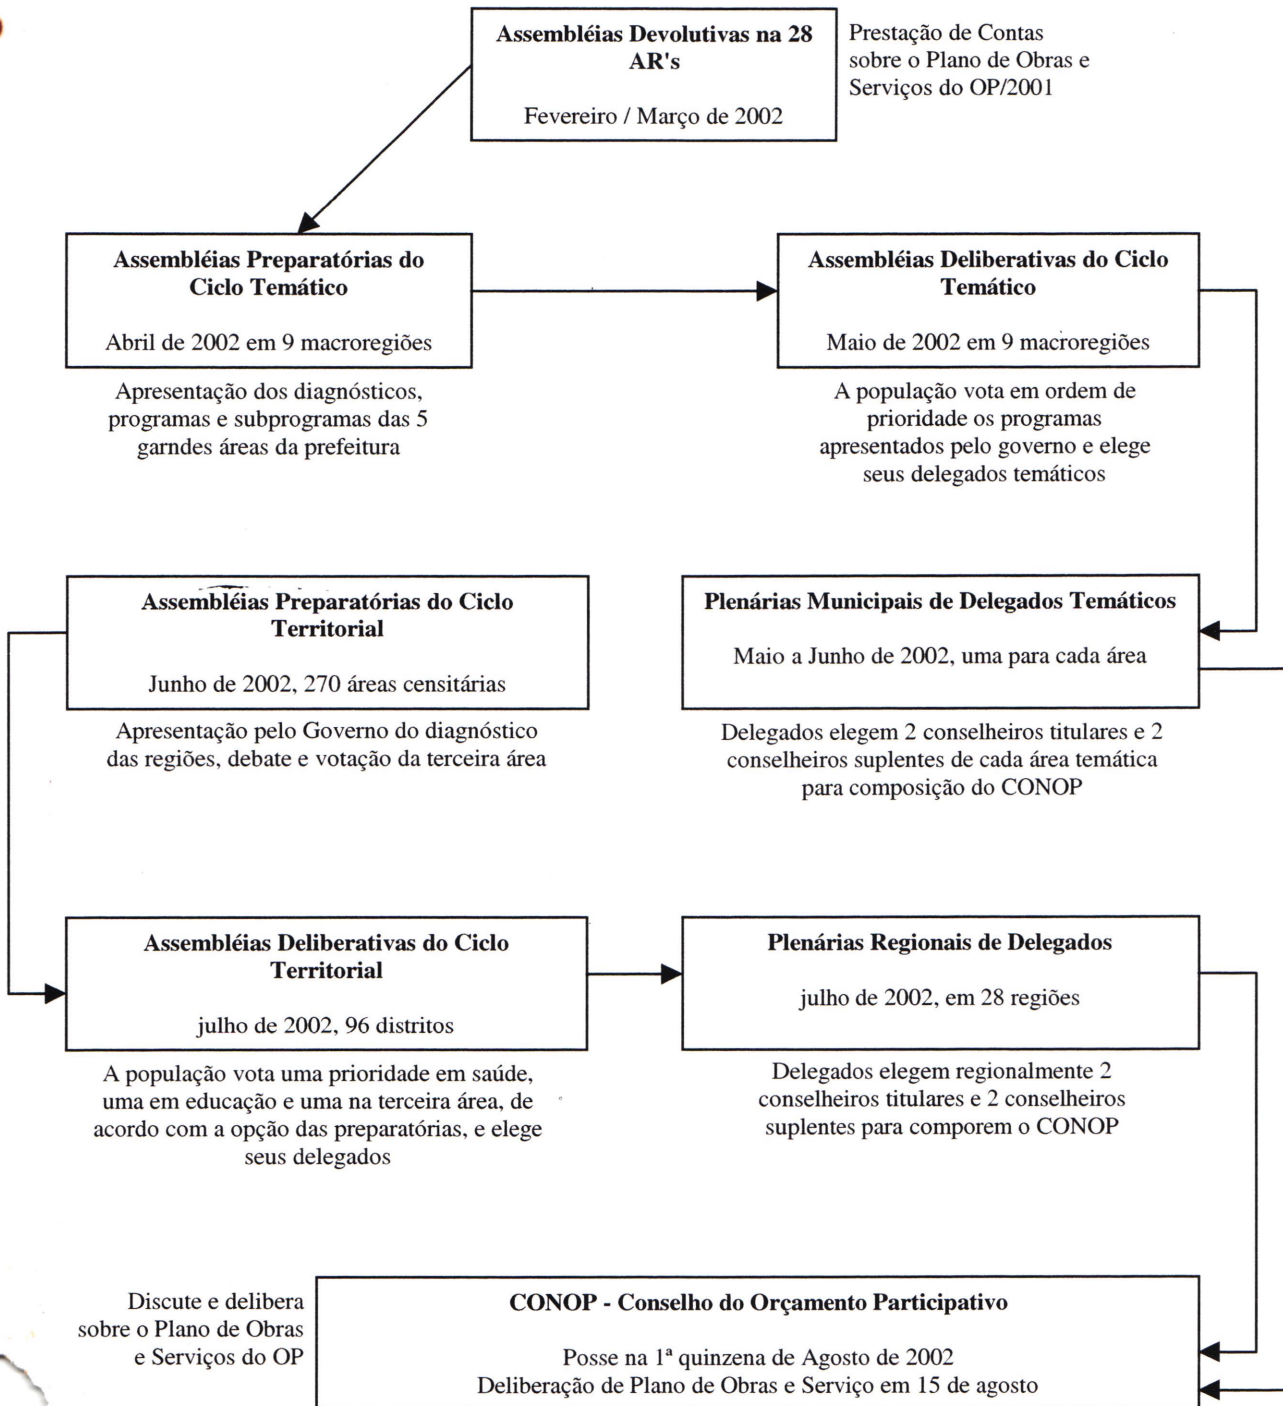 Assembléias Devolutivas na 28
AR's
Fevereiro / Março de 2002
Prestação de Contas
sobre o Plano de Obras e
Serviços do OP/2001
Assembléias Preparatórias do
Ciclo Temático
Abril de 2002 em 9 macroregiões
Apresentação dos diagnósticos,
programas e subprogramas das 5
garndes áreas da prefeitura
Assembléias Deliberativas do Ciclo
Temático
Maio de 2002 em 9 macroregiões
A população vota em ordem de
prioridade os programas
apresentados pelo governo e elege
seus delegados temáticos
Assembléias Preparatórias do Ciclo
Territorial
Junho de 2002, 270 áreas censitárias
Apresentação pelo Governo do diagnóstico
das regiões, debate e votação da terceira área
Plenárias Municipais de Delegados Temáticos
Maio a Junho de 2002, uma para cada área
Delegados elegem 2 conselheiros titulares e 2
conselheiros suplentes de cada área temática
para composição do CONOP
Assembléias Deliberativas do Ciclo
Territorial
julho de 2002, 96 distritos
A população vota uma prioridade em saúde,
uma em educação e uma na terceira área, de
acordo com a opção das preparatórias, e elege
seus delegados
Plenárias Regionais de Delegados
julho de 2002, em 28 regiões
Delegados elegem regionalmente 2
conselheiros titulares e 2 conselheiros
suplentes para comporem o CONOP
Discute e delibera
sobre o Plano de Obras
e Serviços do OP
CONOP - Conselho do Orçamento Participativo
Posse na 1ª quinzena de Agosto de 2002
Deliberação de Plano de Obras e Serviço em 15 de agosto